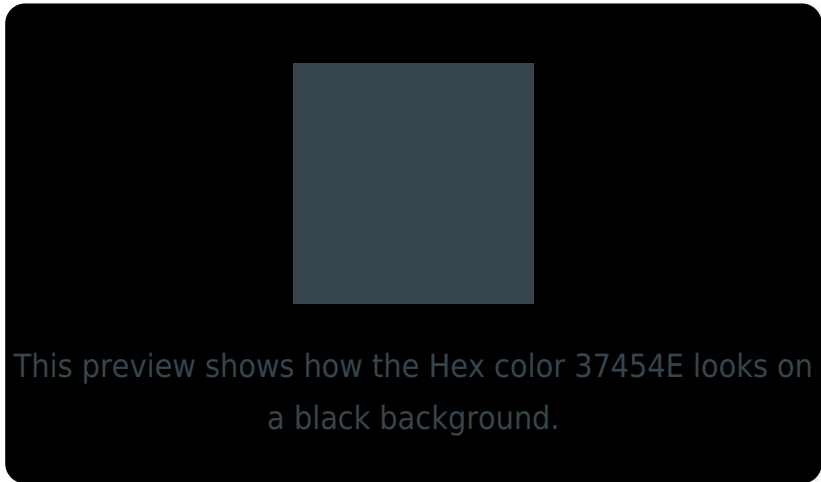 This preview shows how the Hex color 37454E looks on
a black background.